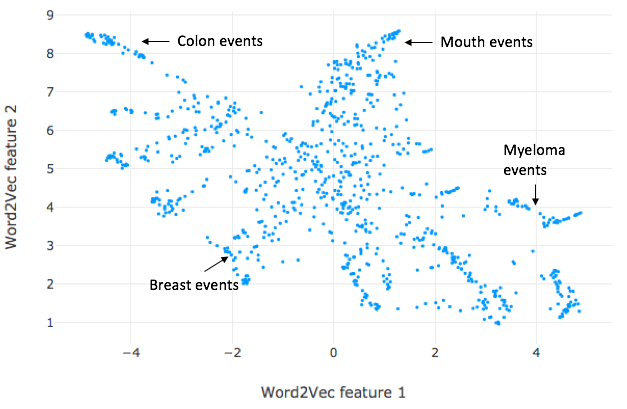 9
Colon events
Mouth events
8
7
6
Myeloma
events
5
4
3
Breast events
2
1
Word2Vec feature 2
−4
−2
0
2
4
Word2Vec feature 1